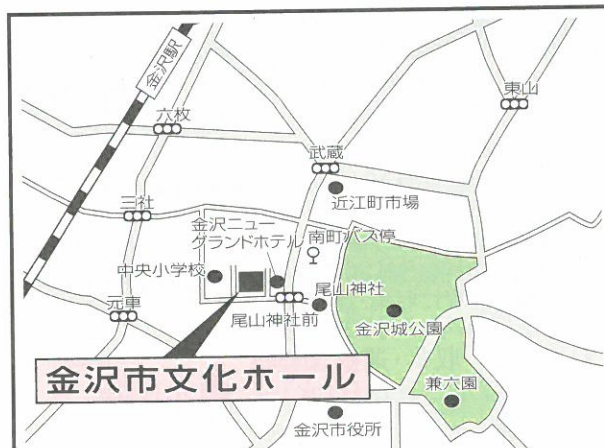 金沢駅
六枚
東山
武蔵
近江町市場
三社
金沢ニュー
グランドホテル
南町バス停
中央小学校
尾山神社
元車
尾山神社前
金沢城公園
金沢市文化ホール
兼六園
金沢市役所